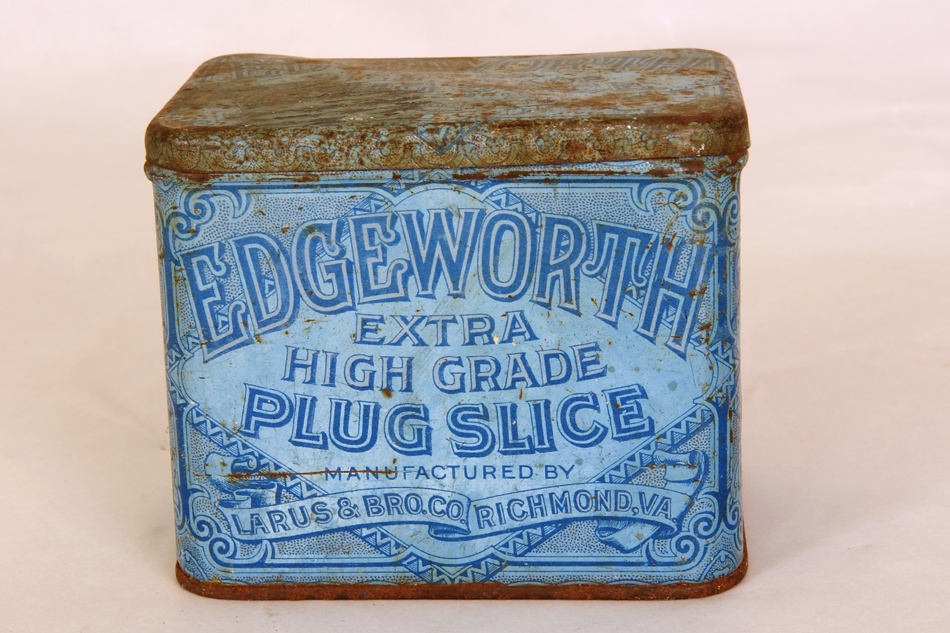 EDGEWORTH
EXTRA
HIGH GRADE
PLUG SLICE
MANUFACTURED BY
LARUS & BRO. CO. RICHMOND, VA.